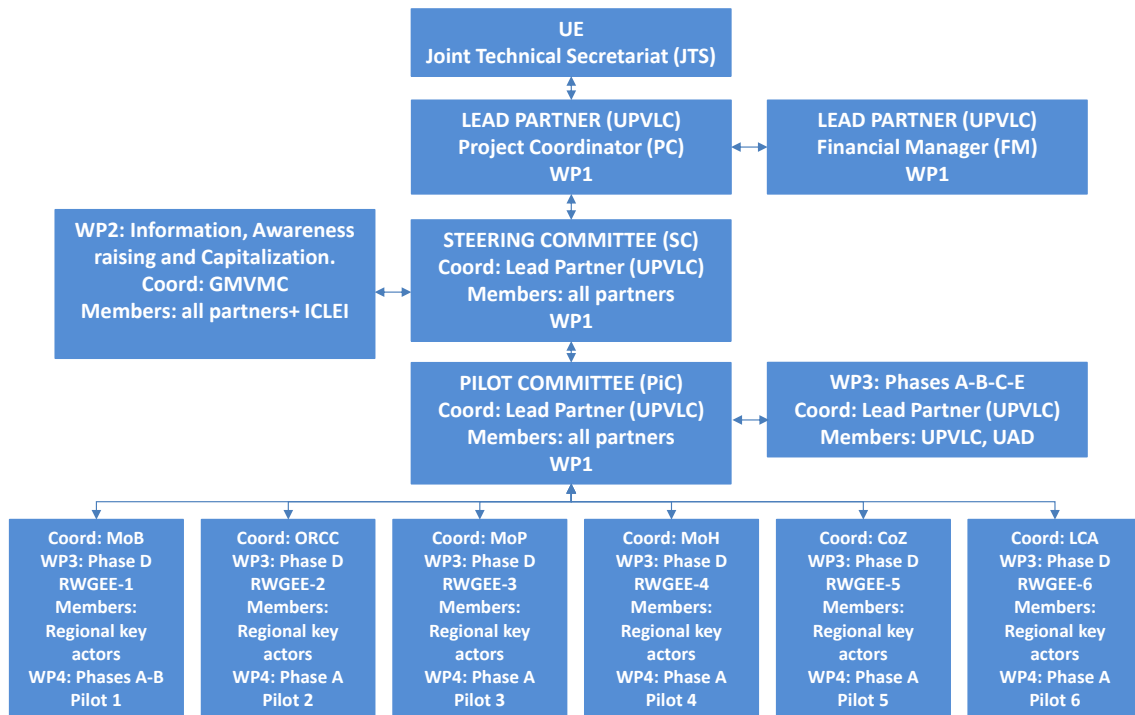 UE
Joint Technical Secretariat (JTS)
LEAD PARTNER (UPVLC)
Project Coordinator (PC)
WP1
LEAD PARTNER (UPVLC)
Financial Manager (FM)
WP1
WP2: Information, Awareness
raising and Capitalization.
Coord: GMVMC
Members: all partners+ ICLEI
STEERING COMMITTEE (SC)
Coord: Lead Partner (UPVLC)
Members: all partners
WP1
PILOT COMMITTEE (PiC)
Coord: Lead Partner (UPVLC)
Members: all partners
WP1
WP3: Phases A-B-C-E
Coord: Lead Partner (UPVLC)
Members: UPVLC, UAD
Coord: MoB
WP3: Phase D
RWGEE-1
Members:
Regional key
actors
WP4: Phases A-B
Pilot 1
Coord: ORCC
WP3: Phase D
RWGEE-2
Members:
Regional key
actors
WP4: Phase A
Pilot 2
Coord: MoP
WP3: Phase D
RWGEE-3
Members:
Regional key
actors
WP4: Phase A
Pilot 3
Coord: MoH
WP3: Phase D
RWGEE-4
Members:
Regional key
actors
WP4: Phase A
Pilot 4
Coord: CoZ
WP3: Phase D
RWGEE-5
Members:
Regional key
actors
WP4: Phase A
Pilot 5
Coord: LCA
WP3: Phase D
RWGEE-6
Members:
Regional key
actors
WP4: Phase A
Pilot 6